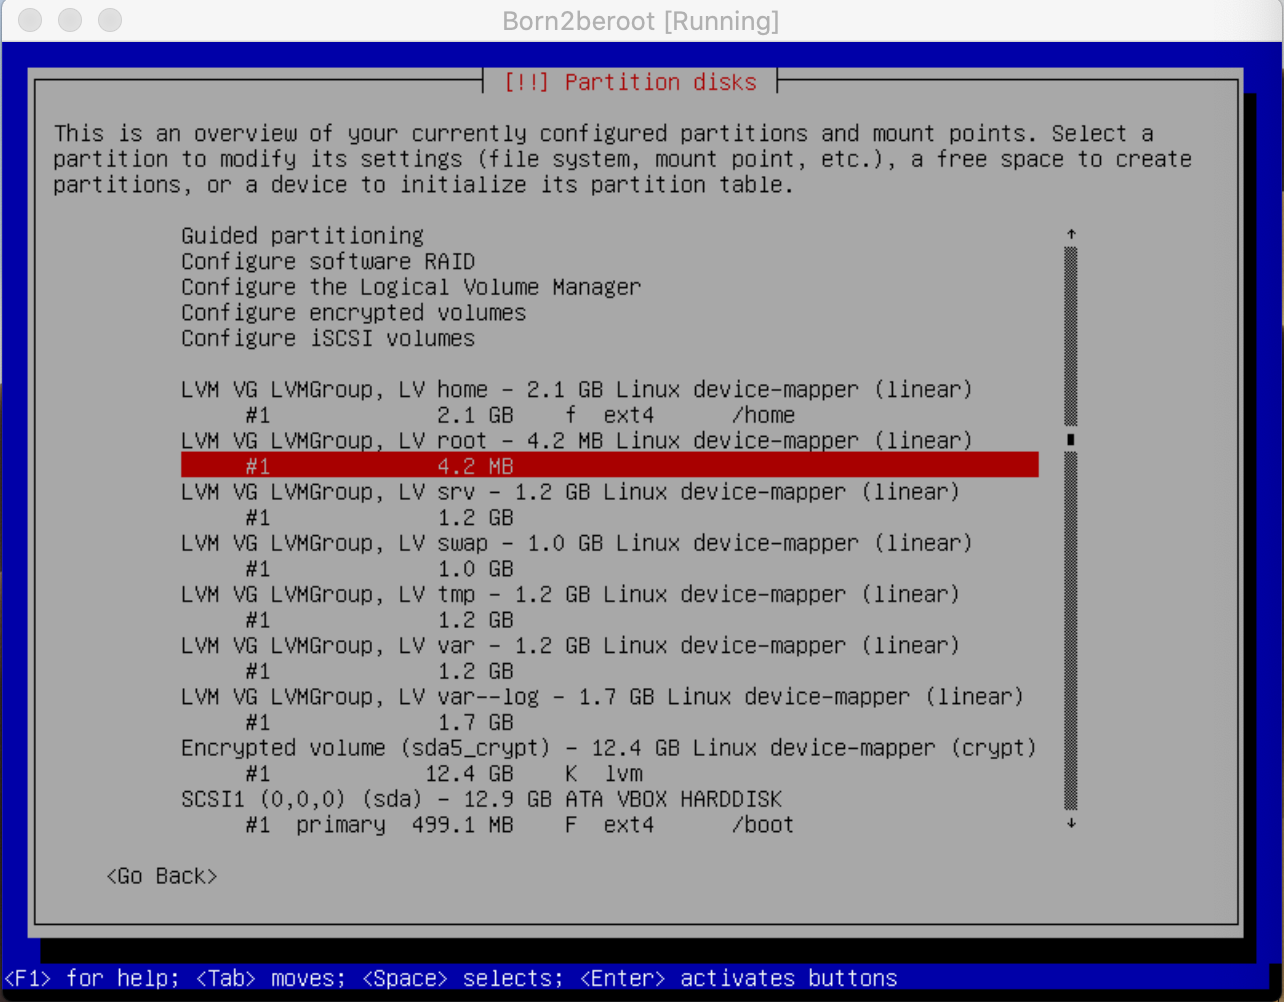 Born2beroot [Running]
[!!] Partition disks
This is an overview of your currently configured partitions and mount points. Select a
partition to modify its settings (file system, mount point, etc.), a free space to create
partitions, or a device to initialize its partition table.
Guided partitioning
Configure software RAID
Configure the Logical Volume Manager
Configure encrypted volumes
Configure iSCSI volumes
LVM VG LVMGroup, LV home - 2.1 GB Linux device-mapper (linear)
#1 2.1 GB f ext4 /home
LVM VG LVMGroup, LV root - 4.2 MB Linux device-mapper (linear)
#1 4.2 MB
LVM VG LVMGroup, LV srv - 1.2 GB Linux device-mapper (linear)
#1 1.2 GB
LVM VG LVMGroup, LV swap - 1.0 GB Linux device-mapper (linear)
#1 1.0 GB
LVM VG LVMGroup, LV tmp - 1.2 GB Linux device-mapper (linear)
#1 1.2 GB
LVM VG LVMGroup, LV var - 1.2 GB Linux device-mapper (linear)
#1 1.2 GB
LVM VG LVMGroup, LV var--log - 1.7 GB Linux device-mapper (linear)
#1 1.7 GB
Encrypted volume (sda5_crypt) - 12.4 GB Linux device-mapper (crypt)
#1 12.4 GB K lvm
SCSI1 (0,0,0) (sda) - 12.9 GB ATA VBOX HARDDISK
#1 primary 499.1 MB F ext4 /boot
<Go Back>
<F1> for help; <Tab> moves; <Space> selects; <Enter> activates buttons